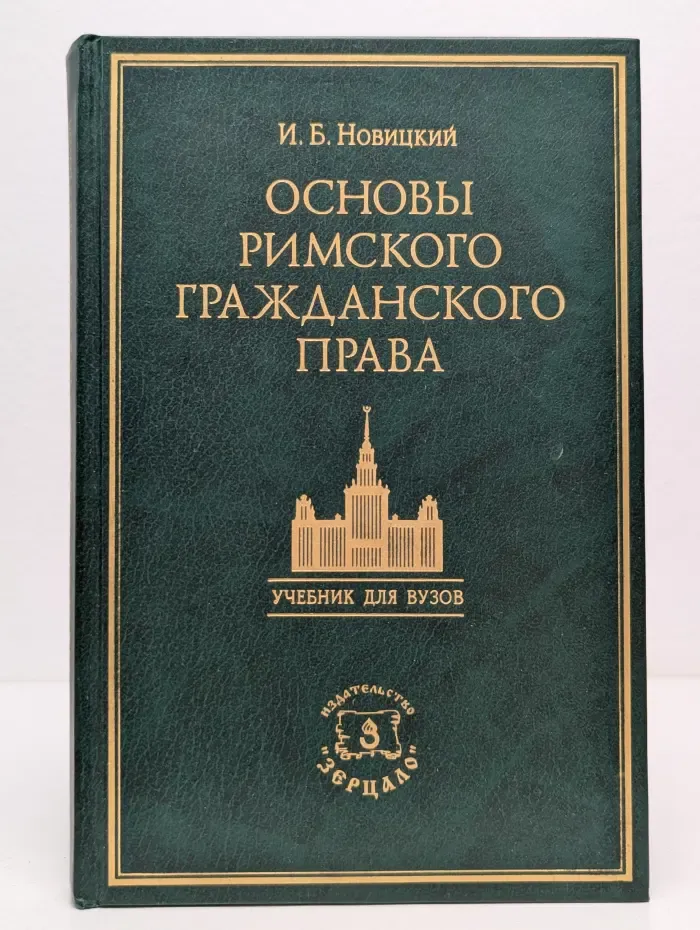 И. Б. Новицкий
ОСНОВЫ
РИМСКОГО
ГРАЖДАНСКОГО
ПРАВА
УЧЕБНИК ДЛЯ ВУЗОВ
ИЗДАТЕЛЬСТВО
З
"ЗЕРЦАЛО"